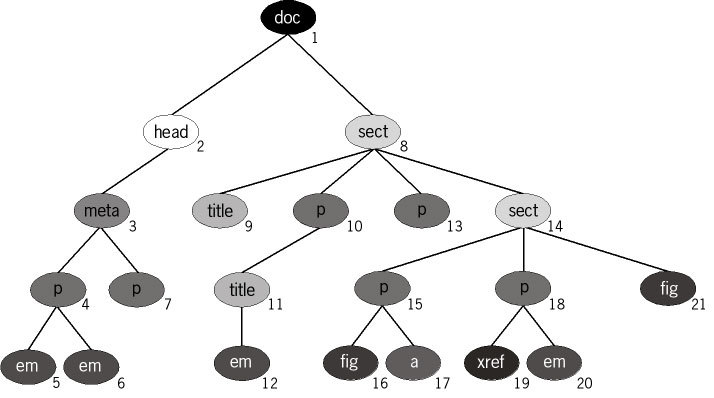 doc
1
head
2
sect
8
meta
3
title
9
p
10
p
13
sect
14
p
4
p
7
title
11
p
15
p
18
fig
21
em
5
em
6
em
12
fig
16
a
17
xref
19
em
20